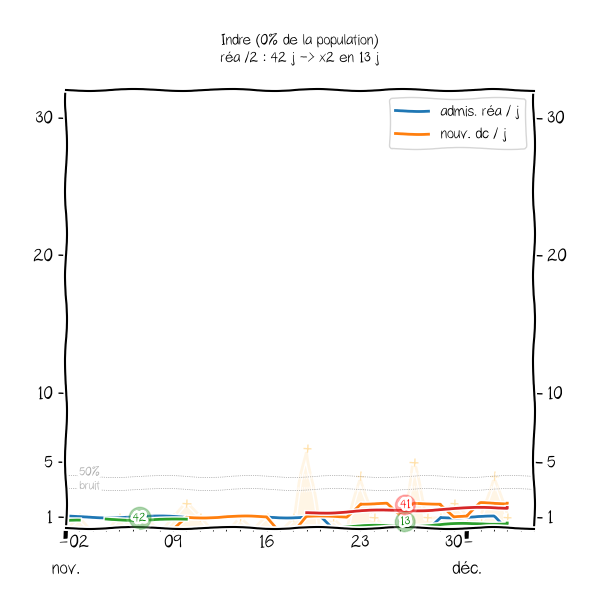 Indre (0% de la population)
réa /2 : 42 j -> x2 en 13 j
admis. réa / j
nouv. dc / j
30
30
20
20
10
10
5
5
50%
bruit
1
1
42
41
13
02
09
16
23
30
nov.
déc.